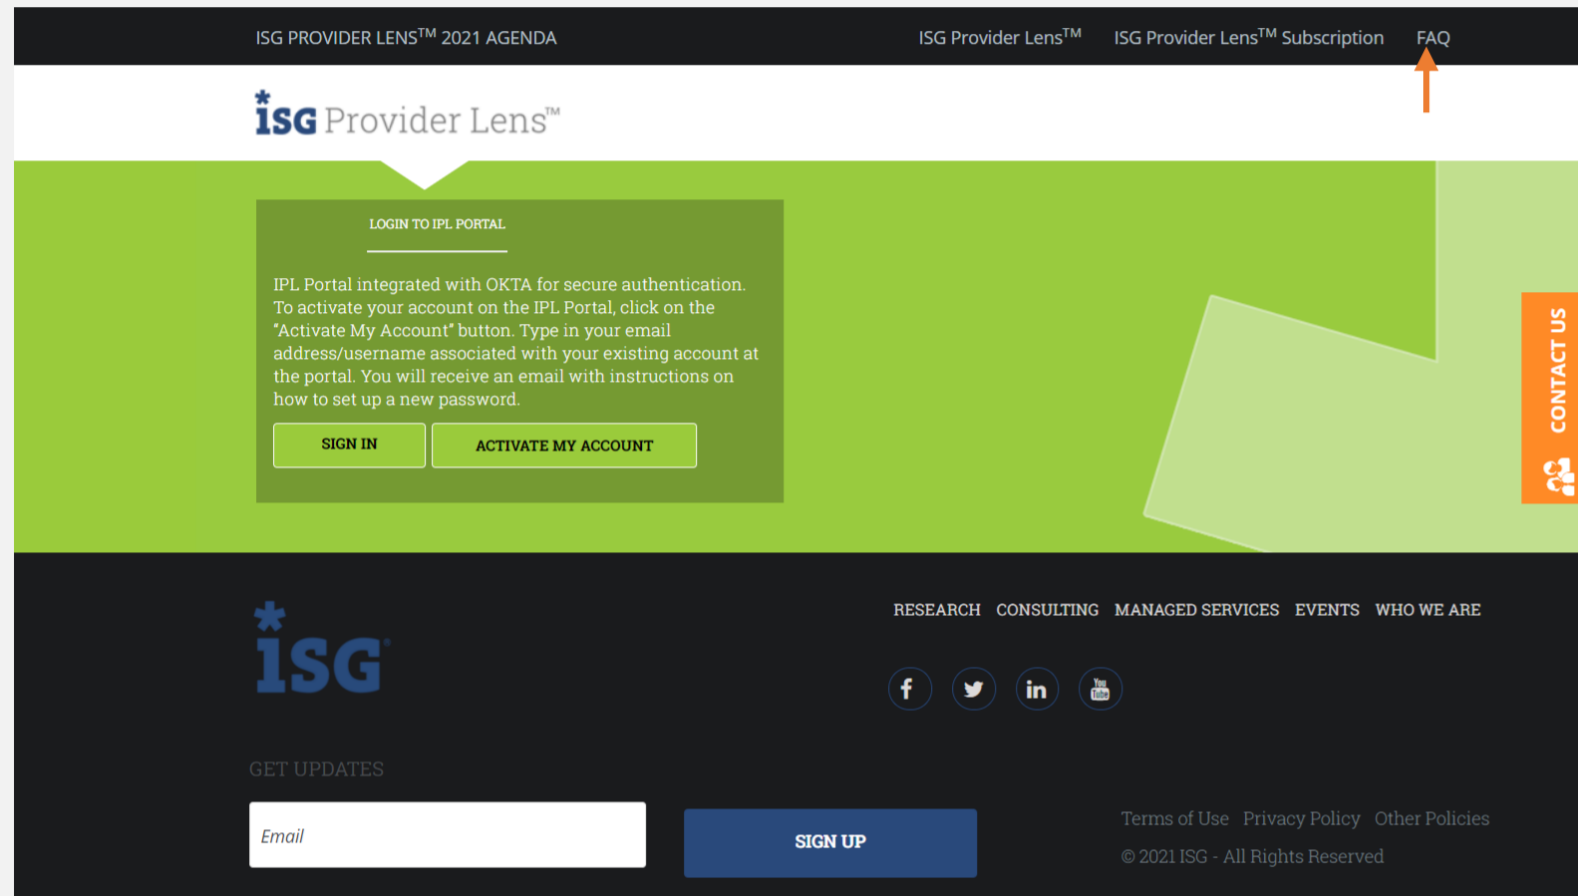 ISG PROVIDER LENS™ 2021 AGENDA
ISG Provider Lens™ ISG Provider Lens™ Subscription FAQ
ISG Provider Lens™
LOGIN TO IPL PORTAL
IPL Portal integrated with OKTA for secure authentication.
To activate your account on the IPL Portal, click on the
"Activate My Account" button. Type in your email
address/username associated with your existing account at
the portal. You will receive an email with instructions on
how to set up a new password.
SIGN IN ACTIVATE MY ACCOUNT
CONTACT US
ISG
RESEARCH CONSULTING MANAGED SERVICES EVENTS WHO WE ARE
You Tube
GET UPDATES
Email
SIGN UP
Terms of Use Privacy Policy Other Policies
© 2021 ISG - All Rights Reserved